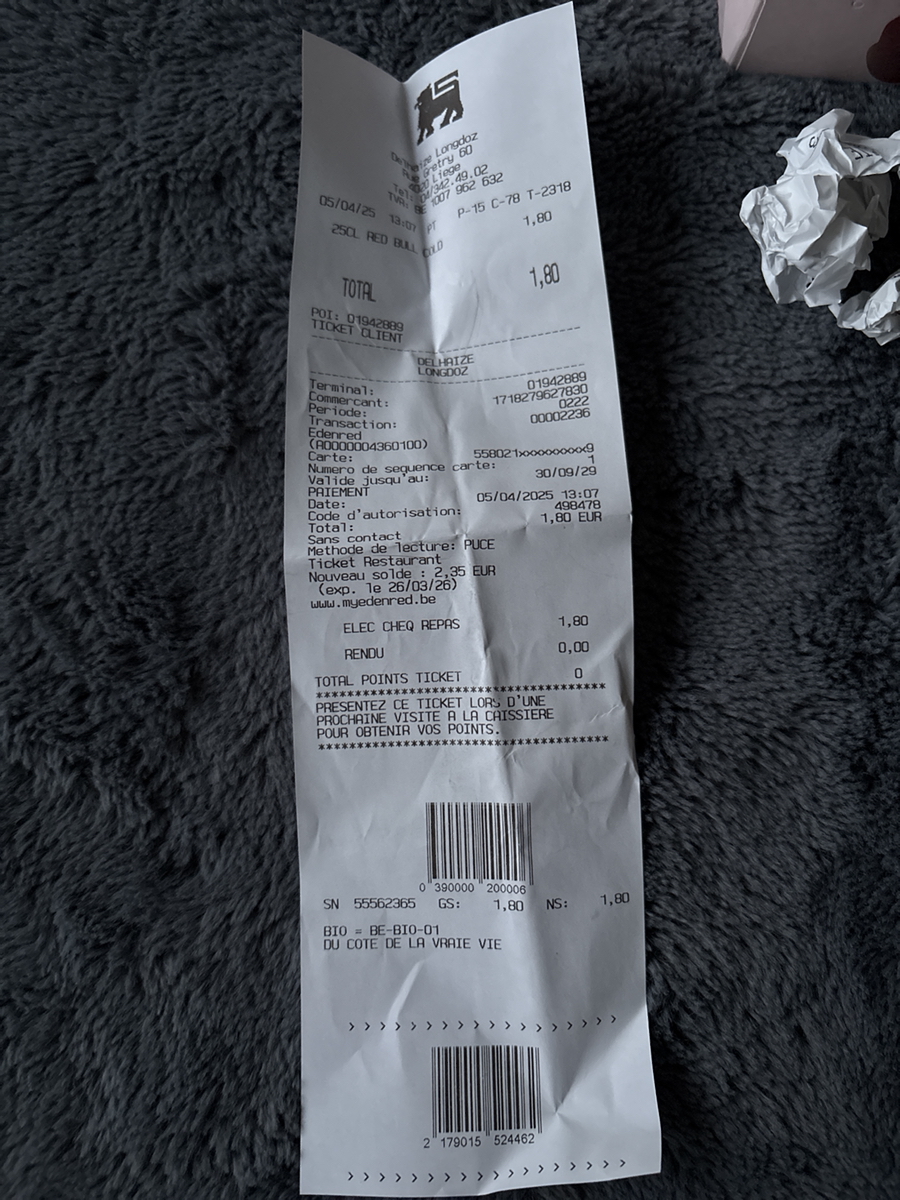 Delhaize Longdoz
Rue Gretry 60
4020 Liege
Tel: 04/342.49.02
TVA: BE 1007 962 632
05/04/25 13:07 PT P-15 C-78 T-2318
25CL RED BULL COLD 1,80
TOTAL 1,80
POI: 01942889
TICKET CLIENT
DELHAIZE
LONGDOZ
Terminal: 01942889
Commercant: 1718279627830
Periode: 0222
Transaction: 00002236
Edenred
(A0000004360100)
Carte: 558021xxxxxxxxx9
Numero de sequence carte: 1
Valide jusqu'au: 30/09/29
PAIEMENT
Date: 05/04/2025 13:07
Code d'autorisation: 498478
Total: 1,80 EUR
Sans contact
Methode de lecture: PUCE
Ticket Restaurant
Nouveau solde : 2,35 EUR
(exp. le 26/03/26)
www.myedenred.be
ELEC CHEQ REPAS 1,80
RENDU 0,00
TOTAL POINTS TICKET 0
****************************************
PRESENTEZ CE TICKET LORS D'UNE
PROCHAINE VISITE A LA CAISSIERE
POUR OBTENIR VOS POINTS.
****************************************
0 390000 200006
SN 55562365 GS: 1,80 NS: 1,80
BIO = BE-BIO-01
DU COTE DE LA VRAIE VIE
> > > > > > > > > > > > > > > > > >
2 179015 524462
> > > > > > > > > > > > > > > > > > >